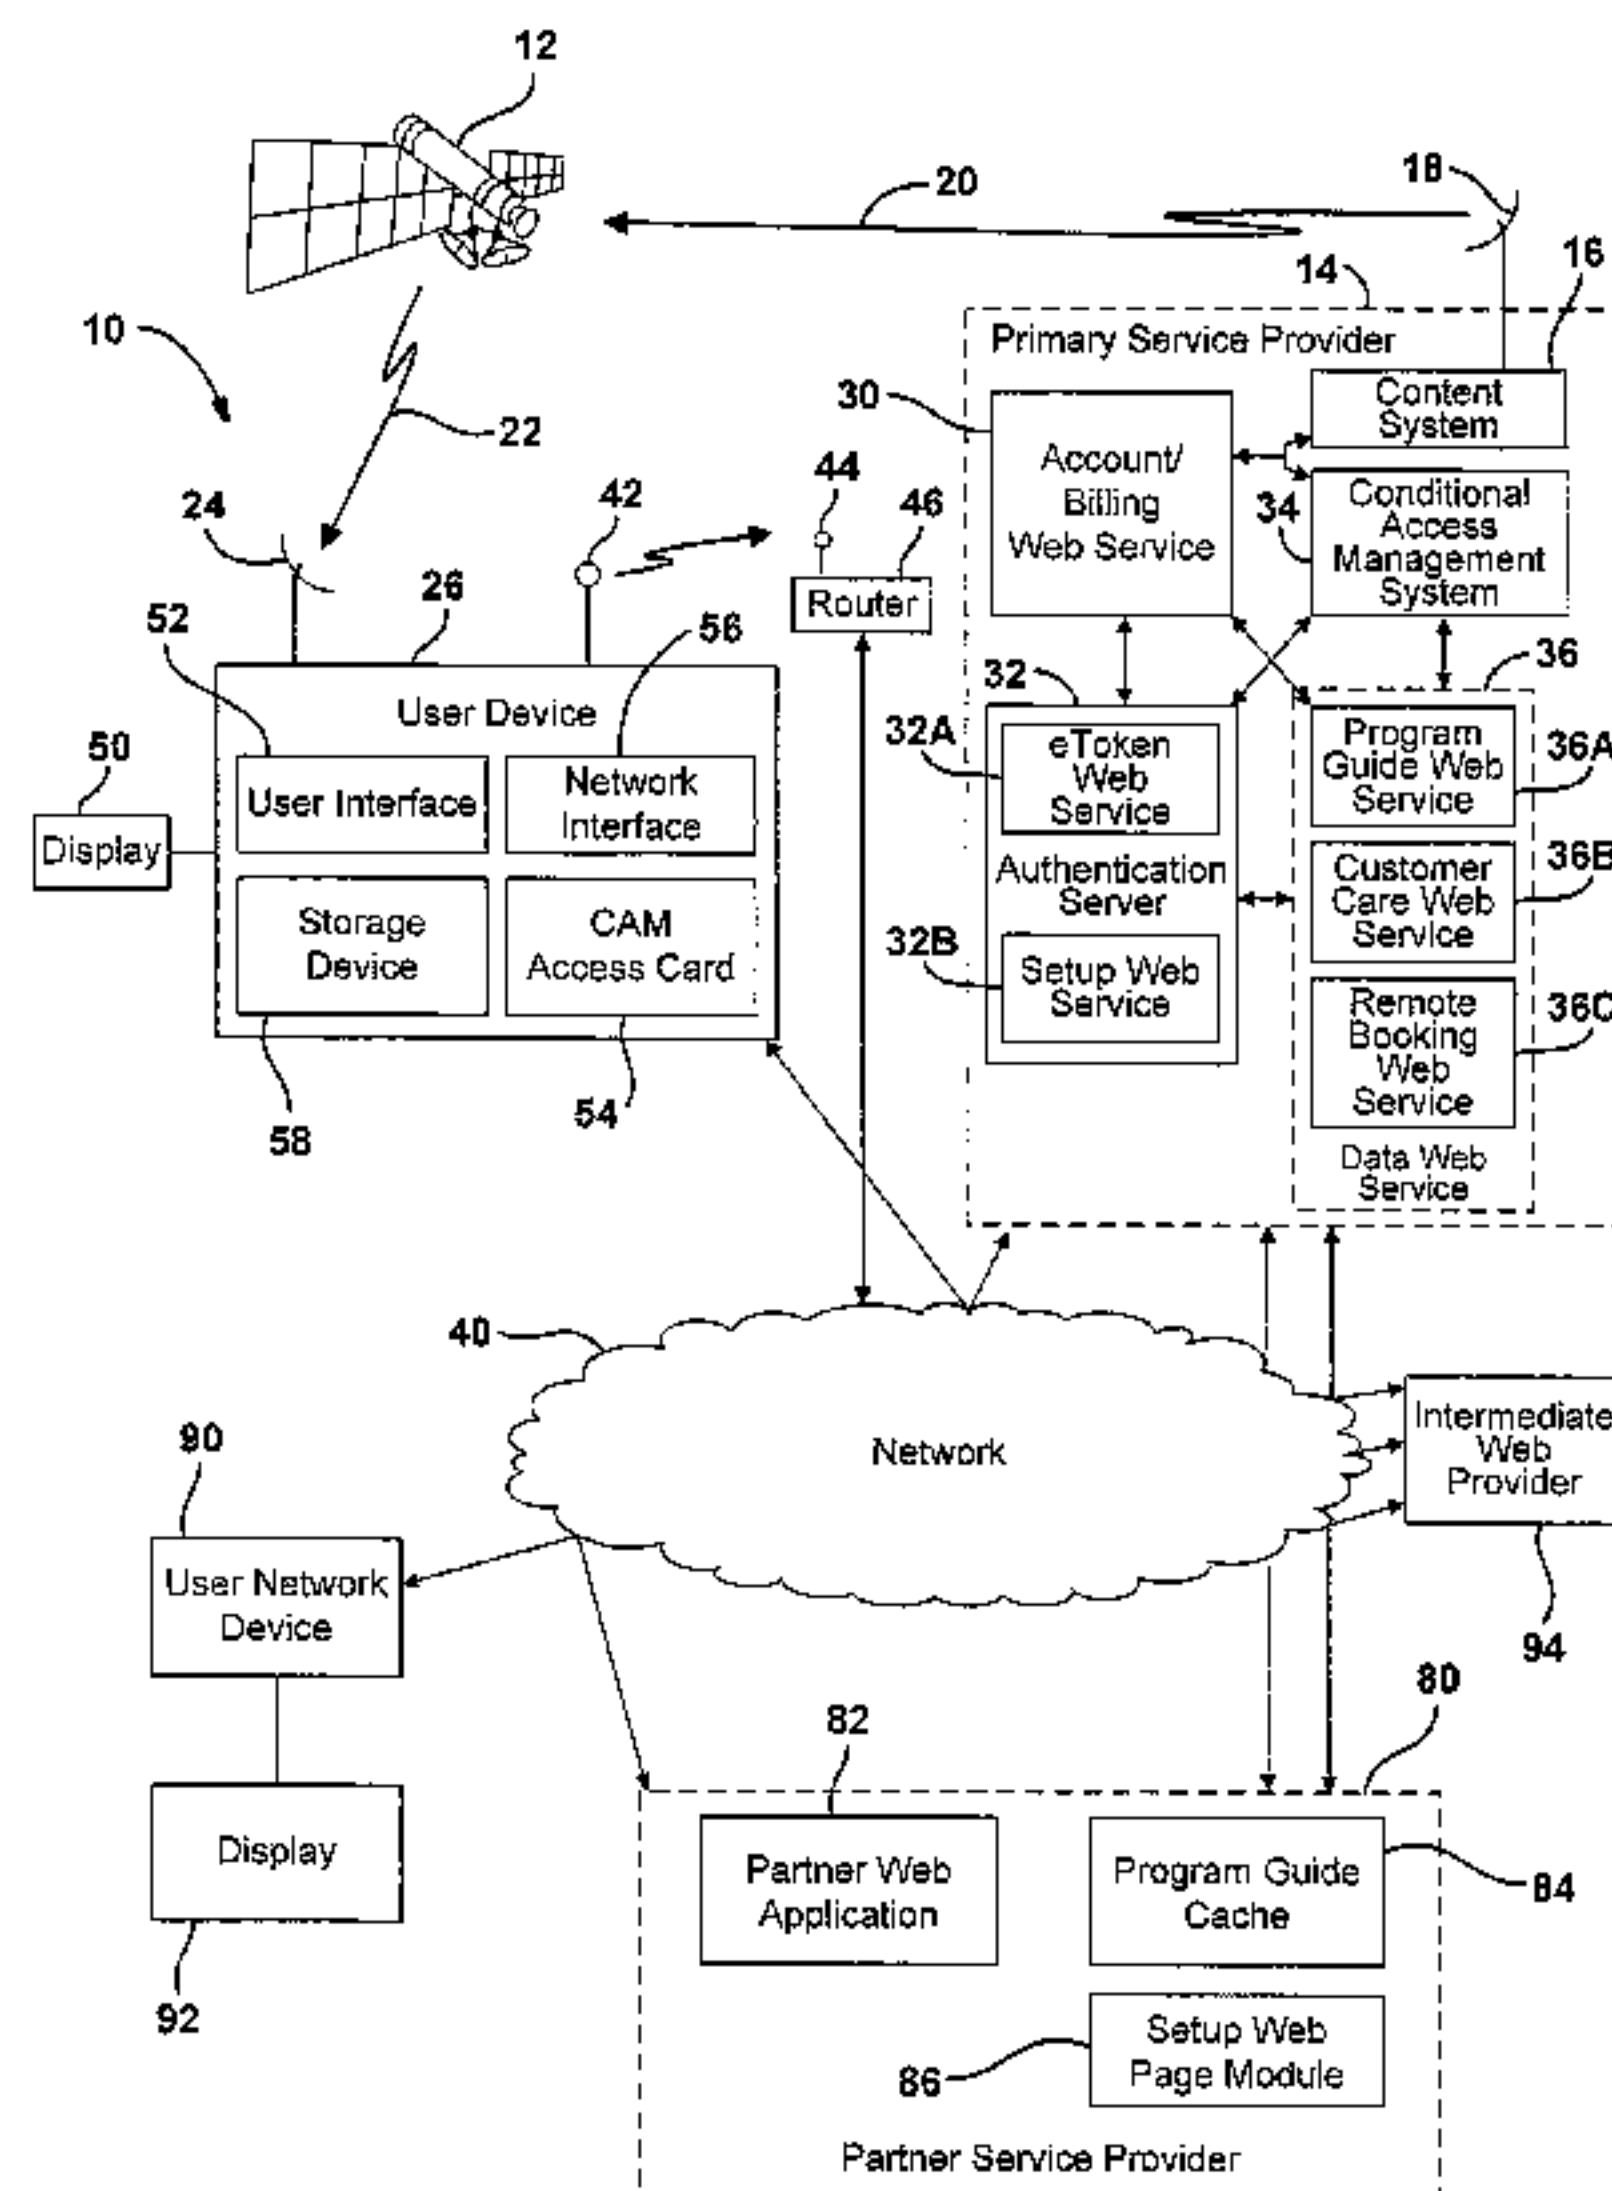 12
20
18
16
14
10
Primary Service Provider
30
Content
System
22
Account/
Billing
Web Service
44
42
46
34
Conditional
Access
Management
System
24
26
Router
52
56
36
32
User Device
32A
eToken
Web
Service
Program
Guide Web
Service
36A
50
User Interface
Network
Interface
Display
Authentication
Server
Customer
Care Web
Service
36B
Storage
Device
CAM
Access Card
32B
Setup Web
Service
Remote
Booking
Web
Service
36C
58
54
Data Web
Service
40
Network
Intermediate
Web
Provider
90
User Network
Device
94
80
82
Display
Partner Web
Application
Program Guide
Cache
84
92
Setup Web
Page Module
86
Partner Service Provider